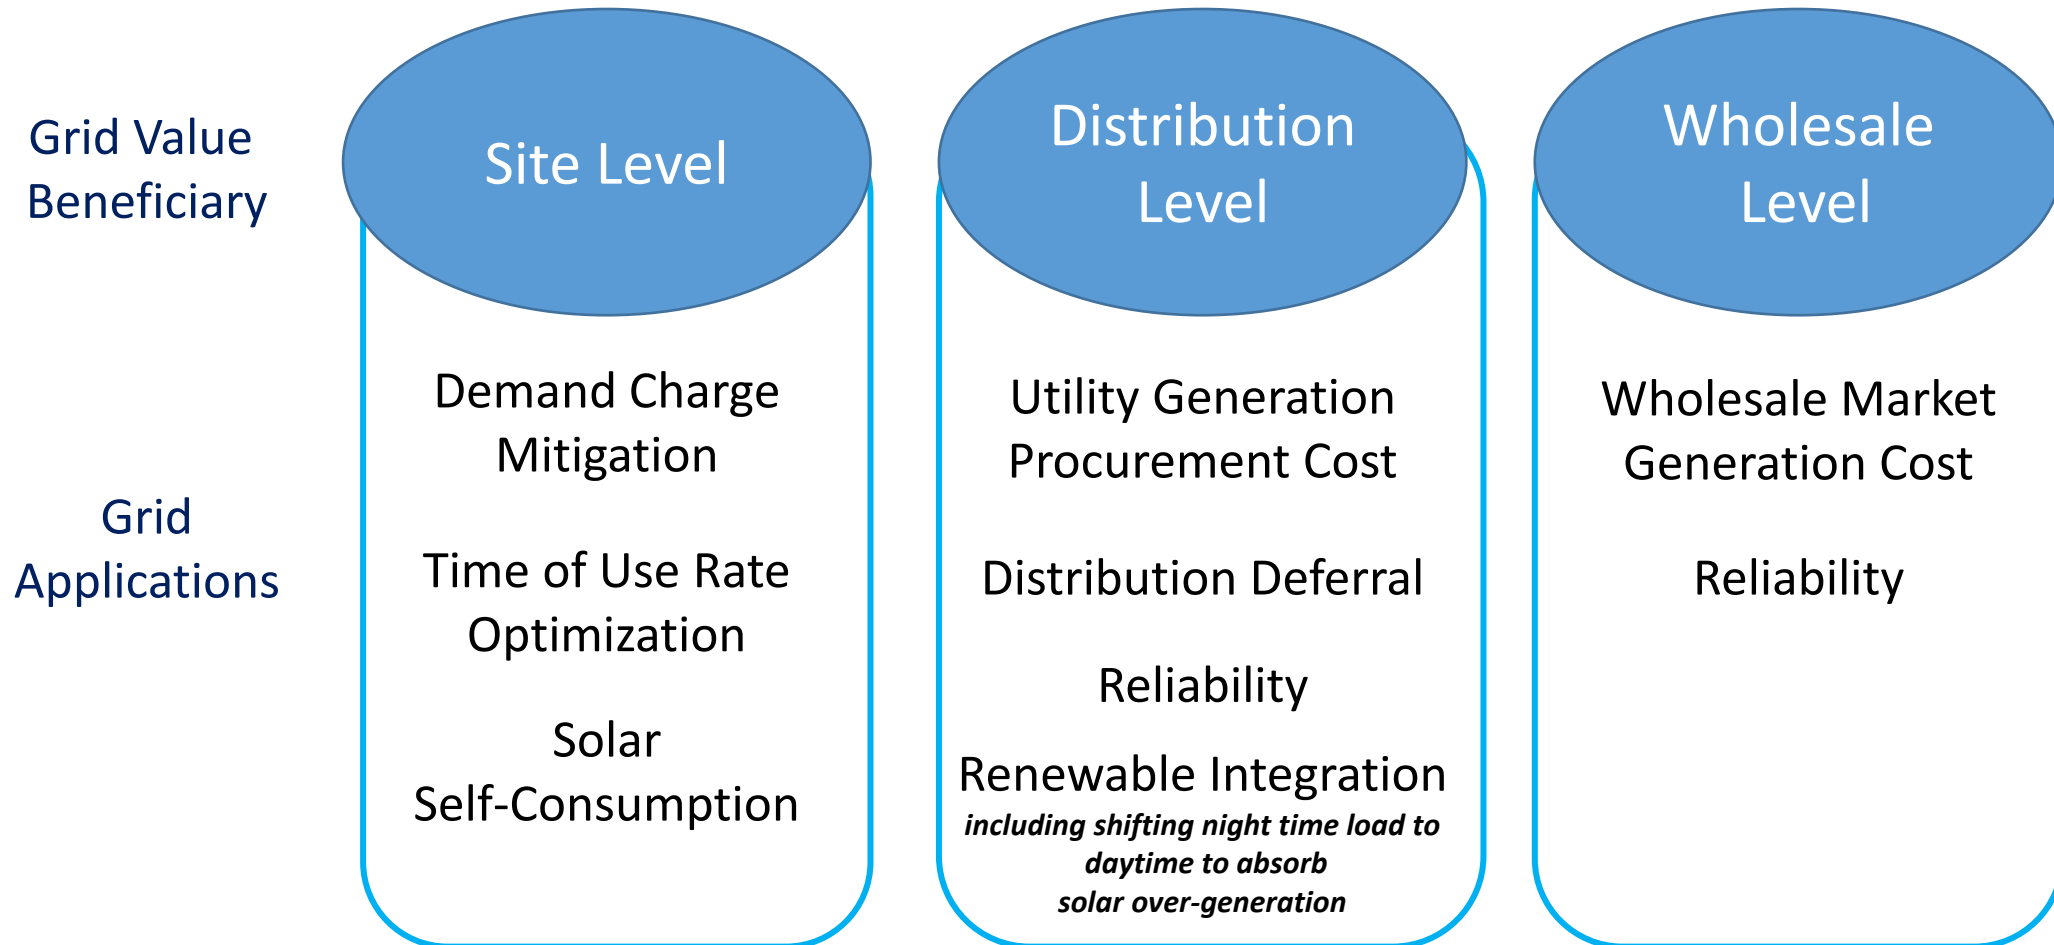 Grid Value
Beneficiary
Site Level
Distribution
Level
Wholesale
Level
Grid
Applications
Demand Charge
Mitigation
Time of Use Rate
Optimization
Solar
Self-Consumption
Utility Generation
Procurement Cost
Distribution Deferral
Reliability
Renewable Integration
including shifting night time load to
daytime to absorb
solar over-generation
Wholesale Market
Generation Cost
Reliability